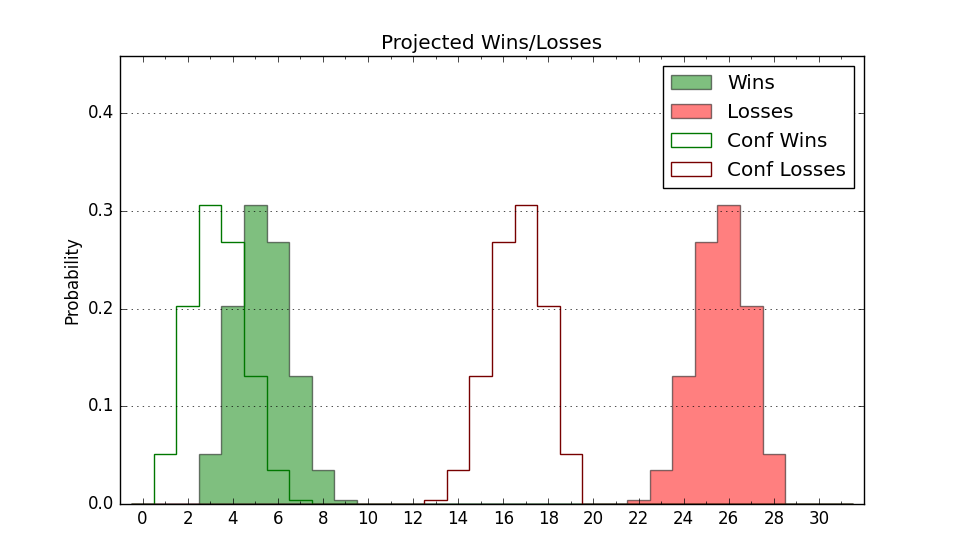 Projected Wins/Losses
Wins
Losses
Conf Wins
Conf Losses
Probability
0.4
0.3
0.2
0.1
0.0
0 2 4 6 8 10 12 14 16 18 20 22 24 26 28 30